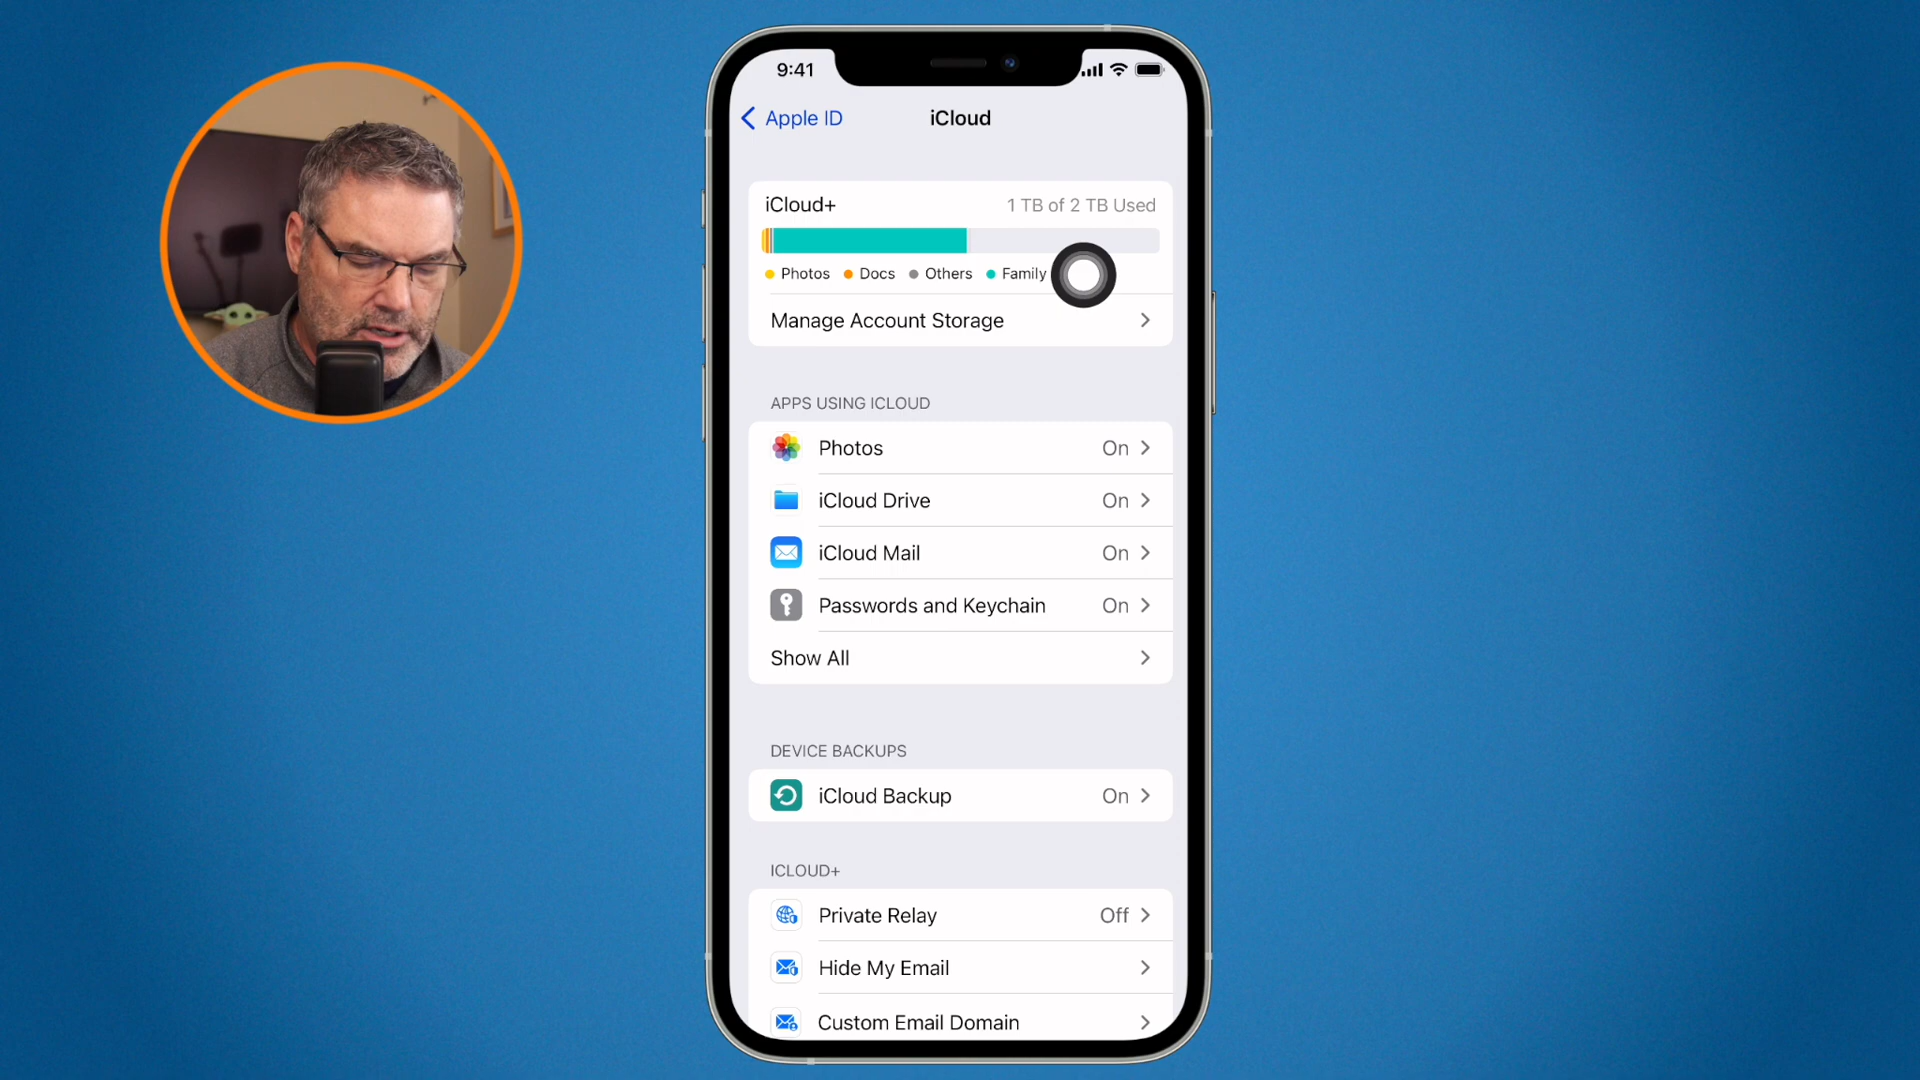 9:41
Apple ID
iCloud
iCloud+ 1 TB of 2 TB Used
Photos Docs Others Family
Manage Account Storage
APPS USING ICLOUD
Photos On
iCloud Drive On
iCloud Mail On
Passwords and Keychain On
Show All
DEVICE BACKUPS
iCloud Backup On
ICLOUD+
Private Relay Off
Hide My Email
Custom Email Domain